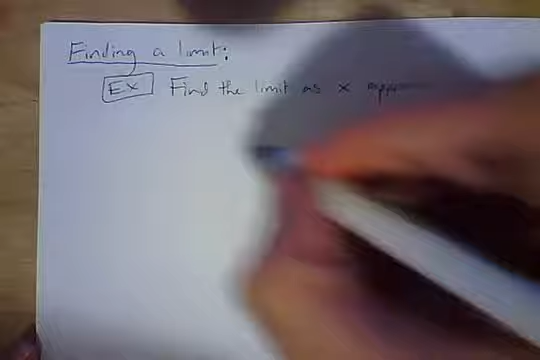 Finding a limit:
EX Find the limit as x